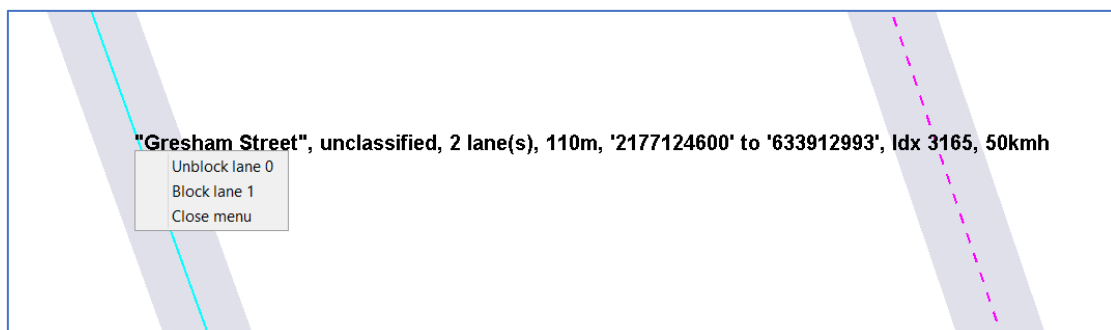 "Gresham Street", unclassified, 2 lane(s), 110m, '2177124600' to '633912993', Idx 3165, 50kmh
Unblock lane 0
Block lane 1
Close menu